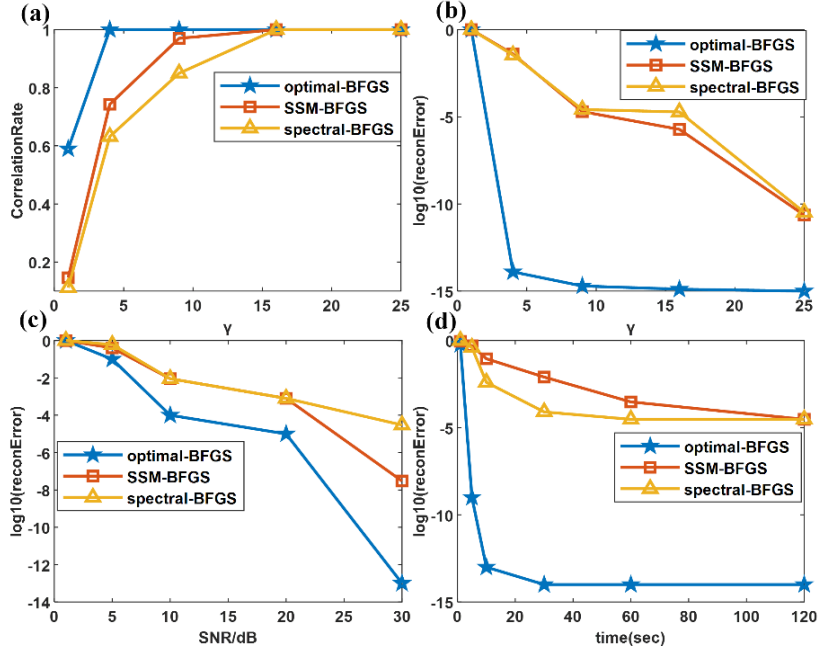 (a)
CorrelationRate
1
0.8
0.6
0.4
0.2
0
5
10
15
20
25
γ
optimal-BFGS
SSM-BFGS
spectral-BFGS
(b)
log10(reconError)
0
-5
-10
-15
0
5
10
15
20
25
γ
optimal-BFGS
SSM-BFGS
spectral-BFGS
(c)
log10(reconError)
0
-2
-4
-6
-8
-10
-12
-14
0
5
10
15
20
25
30
SNR/dB
optimal-BFGS
SSM-BFGS
spectral-BFGS
(d)
log10(reconError)
0
-5
-10
-15
0
20
40
60
80
100
120
time(sec)
optimal-BFGS
SSM-BFGS
spectral-BFGS